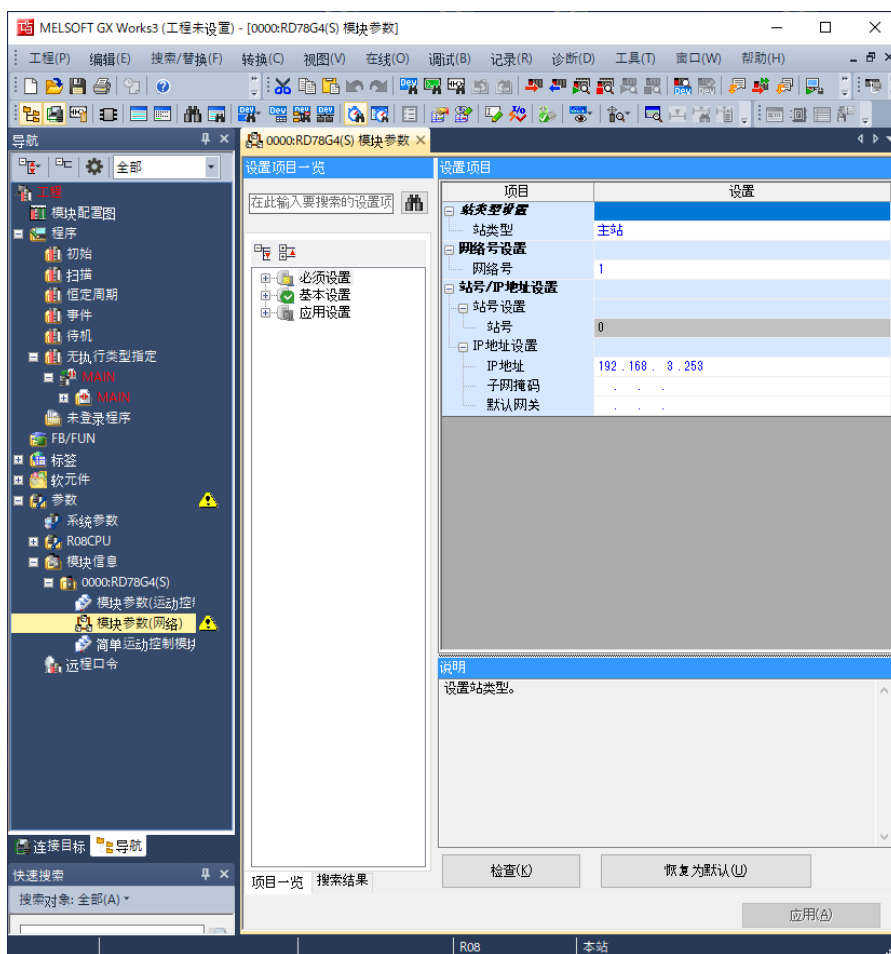 MELSOFT GX Works3 (工程未设置) - [0000:RD78G4(S) 模块参数]
工程(P) 编辑(E) 搜索/替换(F) 转换(C) 视图(V) 在线(O) 调试(B) 记录(R) 诊断(D) 工具(T) 窗口(W) 帮助(H)
导航
全部
工程
模块配置图
程序
初始
扫描
恒定周期
事件
待机
无执行类型指定
MAIN
MAIN
未登录程序
FB/FUN
标签
软元件
参数
系统参数
R08CPU
模块信息
0000:RD78G4(S)
模块参数(运动控制
模块参数(网络)
简单运动控制模块
远程口令
连接目标 导航
快速搜索
搜索对象: 全部(A)
0000:RD78G4(S) 模块参数
设置项目一览
在此输入要搜索的设置项
必须设置
基本设置
应用设置
项目一览 搜索结果
设置项目
项目 设置
站类型设置
站类型 主站
网络号设置
网络号 1
站号/IP地址设置
站号设置
站号 0
IP地址设置
IP地址 192 . 168 . 3 . 253
子网掩码 . . .
默认网关 . . .
说明
设置站类型。
检查(K) 恢复为默认(U)
应用(A)
R08 本站